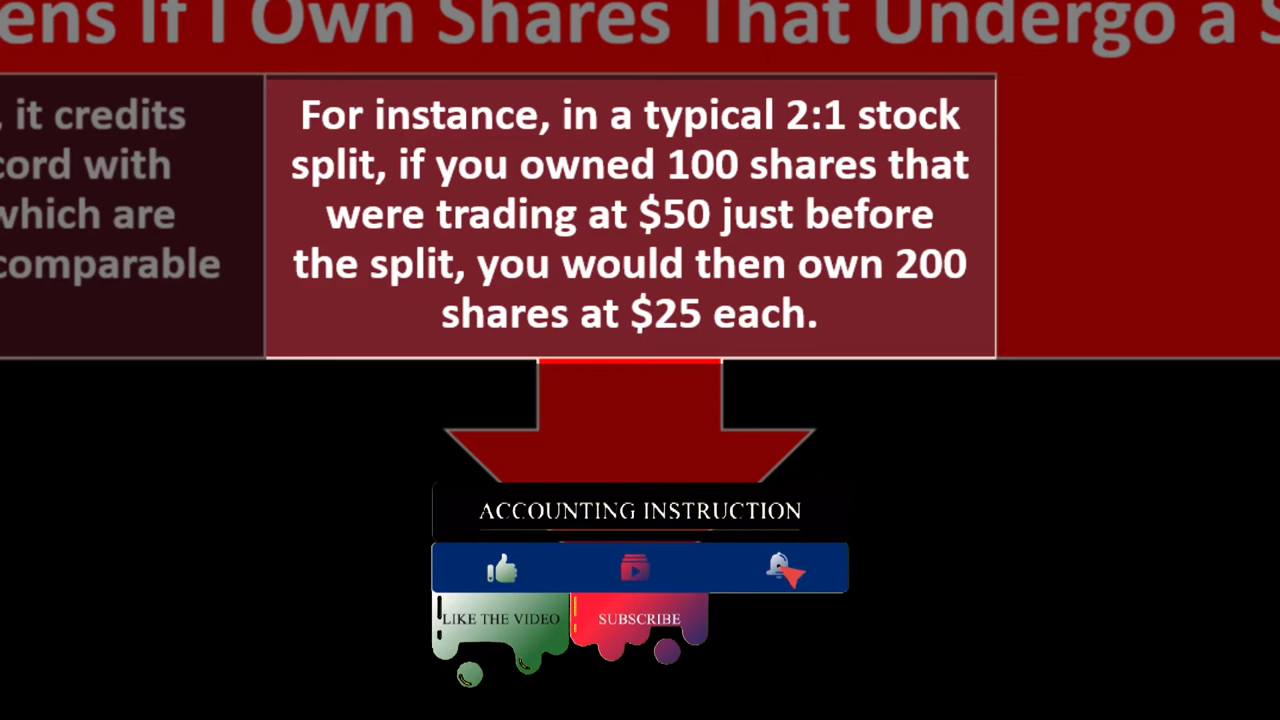 ens If I Own Shares That Undergo a S
, it credits
cord with
which are
comparable
For instance, in a typical 2:1 stock
split, if you owned 100 shares that
were trading at $50 just before
the split, you would then own 200
shares at $25 each.
ACCOUNTING INSTRUCTION
LIKE THE VIDEO
SUBSCRIBE